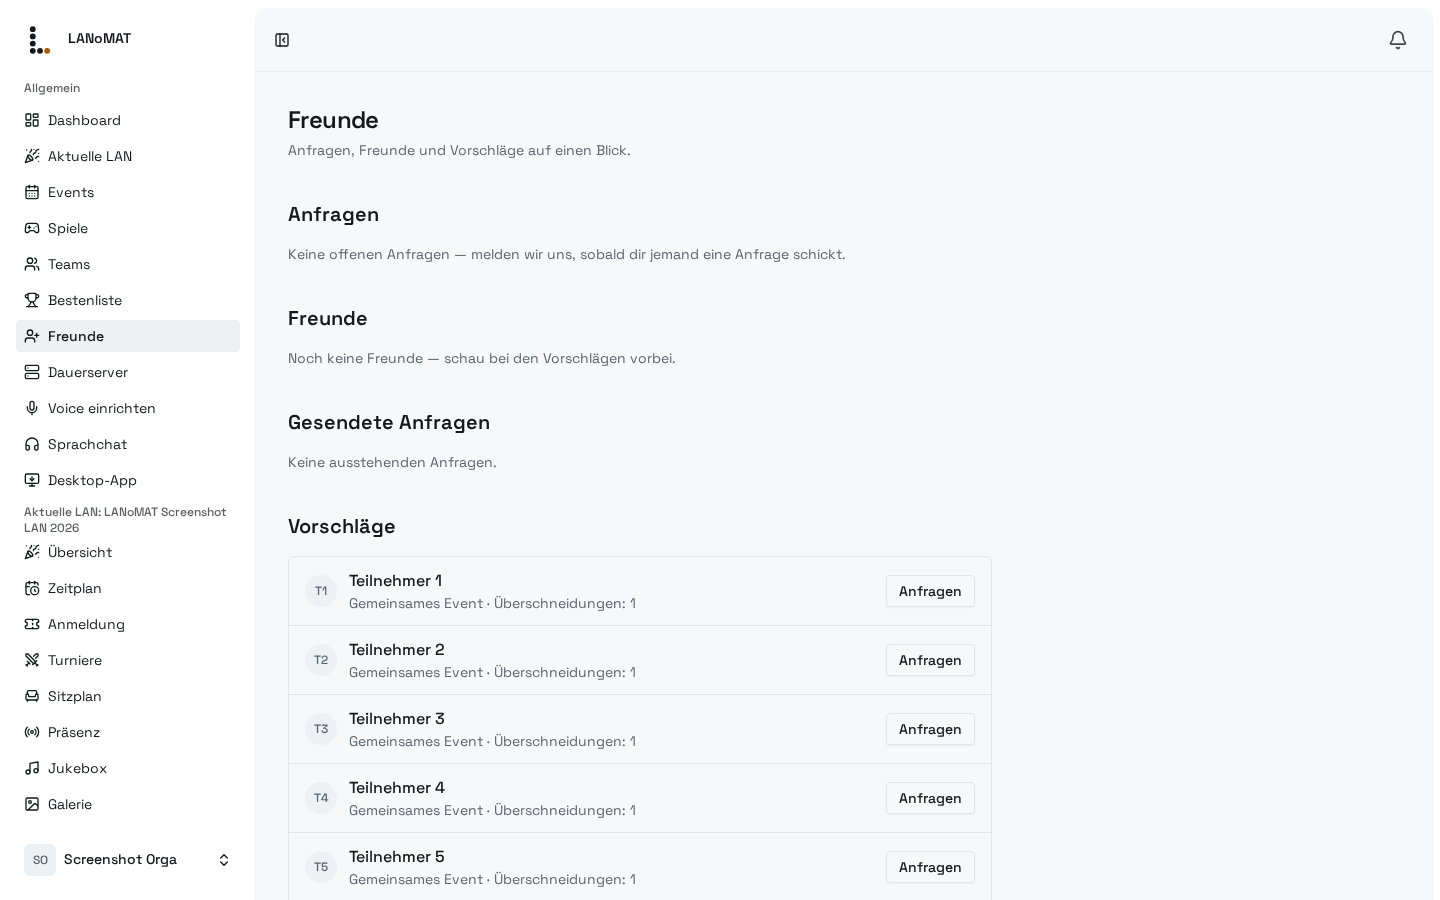 LANoMAT
Allgemein
Dashboard
Aktuelle LAN
Events
Spiele
Teams
Bestenliste
Freunde
Dauerserver
Voice einrichten
Sprachchat
Desktop-App
Aktuelle LAN: LANoMAT Screenshot
LAN 2026
Übersicht
Zeitplan
Anmeldung
Turniere
Sitzplan
Präsenz
Jukebox
Galerie
SO
Screenshot Orga
Freunde
Anfragen, Freunde und Vorschläge auf einen Blick.
Anfragen
Keine offenen Anfragen — melden wir uns, sobald dir jemand eine Anfrage schickt.
Freunde
Noch keine Freunde — schau bei den Vorschlägen vorbei.
Gesendete Anfragen
Keine ausstehenden Anfragen.
Vorschläge
T1
Teilnehmer 1
Gemeinsames Event · Überschneidungen: 1
Anfragen
T2
Teilnehmer 2
Gemeinsames Event · Überschneidungen: 1
Anfragen
T3
Teilnehmer 3
Gemeinsames Event · Überschneidungen: 1
Anfragen
T4
Teilnehmer 4
Gemeinsames Event · Überschneidungen: 1
Anfragen
T5
Teilnehmer 5
Gemeinsames Event · Überschneidungen: 1
Anfragen